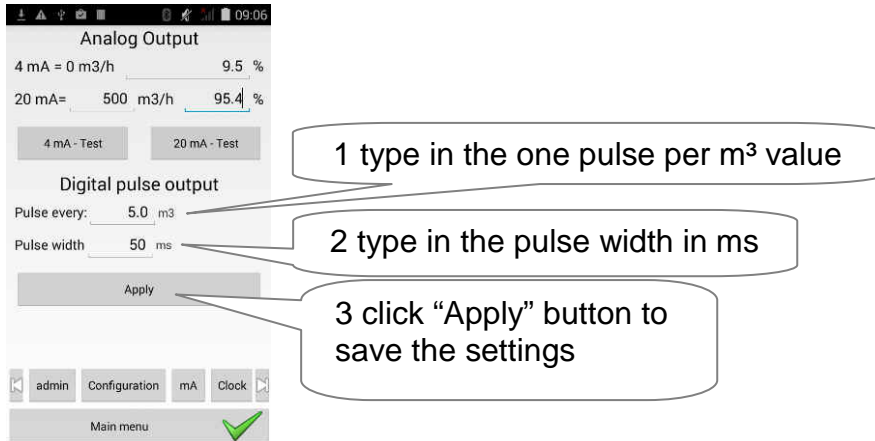 09:06
Analog Output
4 mA = 0 m3/h 9.5 %
20 mA= 500 m3/h 95.4 %
4 mA - Test 20 mA - Test
Digital pulse output
Pulse every: 5.0 m3
Pulse width 50 ms
Apply
admin Configuration mA Clock
Main menu
1 type in the one pulse per m³ value
2 type in the pulse width in ms
3 click “Apply” button to
save the settings